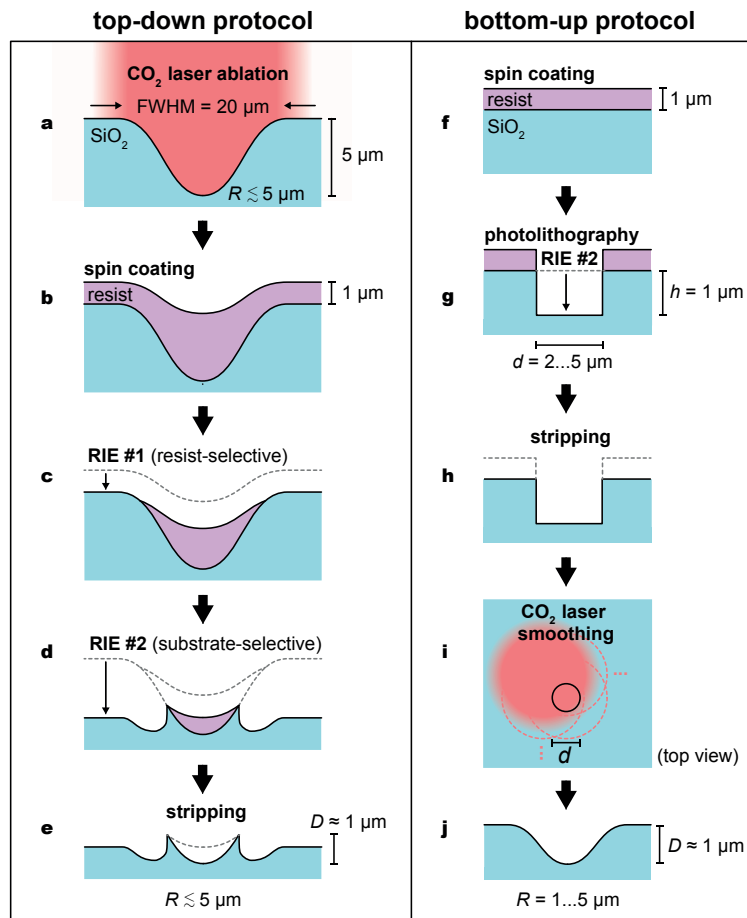 top-down protocol
CO₂ laser ablation
FWHM = 20 µm
a
SiO₂
5 µm
R ≲ 5 µm
spin coating
b
resist
1 µm
RIE #1 (resist-selective)
c
RIE #2 (substrate-selective)
d
stripping
e
D ≈ 1 µm
R ≲ 5 µm
bottom-up protocol
spin coating
resist
1 µm
f
SiO₂
photolithography
RIE #2
g
h = 1 µm
d = 2...5 µm
stripping
h
CO₂ laser
smoothing
i
...
...
d
(top view)
j
D ≈ 1 µm
R = 1...5 µm